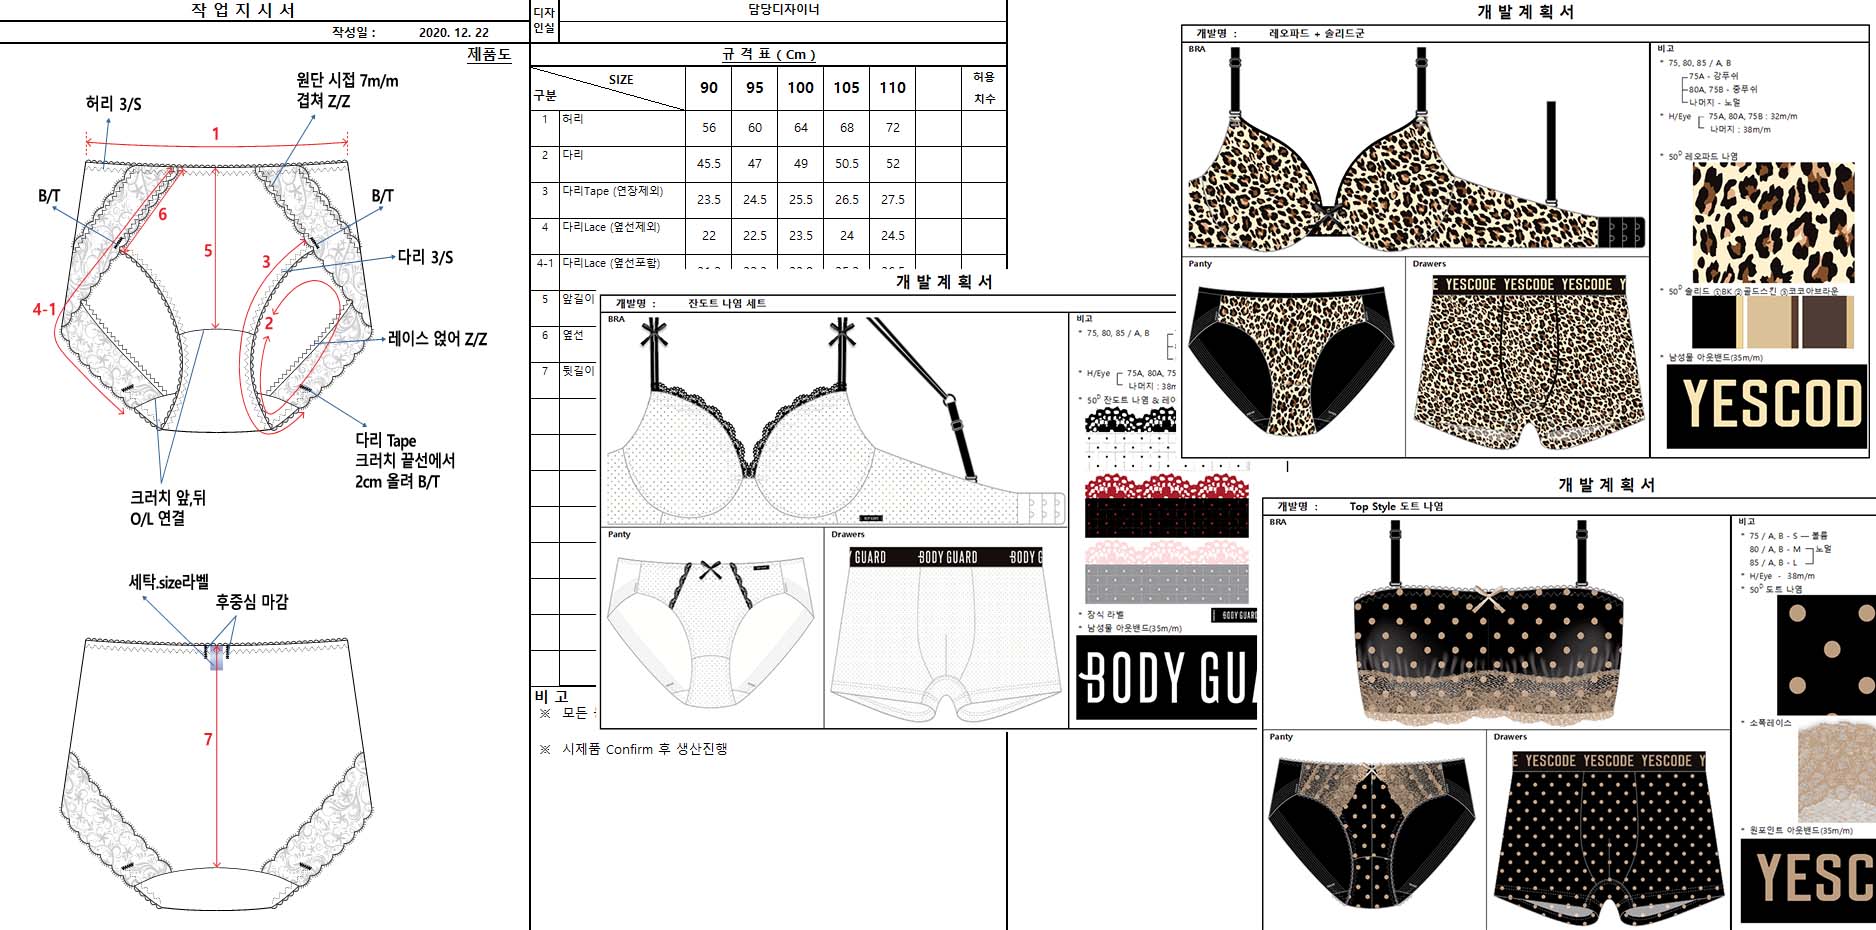 작 업 지 시 서
작성일 : 2020. 12. 22
제품도
원단 시접 7m/m
겹쳐 Z/Z
허리 3/S
1
B/T
B/T
6
5
3
다리 3/S
4-1
2
레이스 얹어 Z/Z
다리 Tape
크러치 끝선에서
2cm 올려 B/T
크러치 앞,뒤
O/L 연결
세탁.size라벨
후중심 마감
7
디자
인실
담당디자이너
규 격 표 ( Cm )
구분 SIZE 90 95 100 105 110 허용
치수
1 허리 56 60 64 68 72
2 다리 45.5 47 49 50.5 52
3 다리Tape (연장제외) 23.5 24.5 25.5 26.5 27.5
4 다리Lace (옆선제외) 22 22.5 23.5 24 24.5
4-1 다리Lace (옆선포함)
5 앞길이
6 옆선
7 뒷길이
비 고
※ 모든
※ 시제품 Confirm 후 생산진행
개 발 계 획 서
개발명 : 잔도트 나염 세트
BRA
비고
* 75, 80, 85 / A, B
* H/Eye 75A, 80A, 75
나머지 : 38m
* 50D 잔도트 나염 & 레이
Panty
Drawers
GUARD BODY GUARD BODY G
* 장식 라벨
BODY GUARD
* 남성물 아웃밴드(35m/m)
BODY GUA
개 발 계 획 서
개발명 : 레오파드 + 솔리드군
BRA
비고
* 75, 80, 85 / A, B
75A - 강푸쉬
80A, 75B - 중푸쉬
나머지 - 노멀
* H/Eye 75A, 80A, 75B : 32m/m
나머지 : 38m/m
* 50D 레오파드 나염
* 50D 솔리드 ①BK ②골드스킨 ③코코아브라운
* 남성물 아웃밴드(35m/m)
YESCOD
Panty
Drawers
E YESCODE YESCODE YESCODE
개 발 계 획 서
개발명 : Top Style 도트 나염
BRA
비고
* 75 / A, B - S ― 볼륨
80 / A, B - M 노멀
85 / A, B - L
* H/Eye - 38m/m
* 50D 도트 나염
* 소폭레이스
* 원포인트 아웃밴드(35m/m)
YESC
Panty
Drawers
E YESCODE YESCODE YESCODE Y